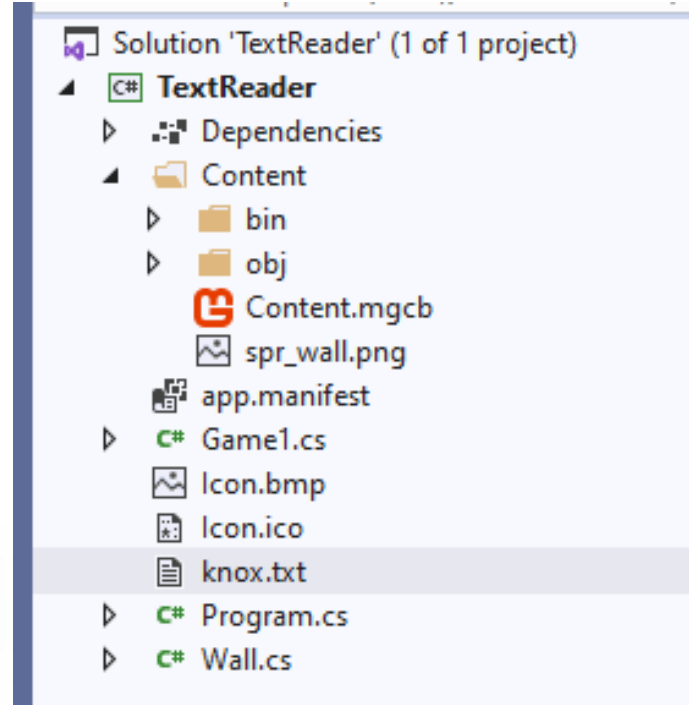 Solution 'TextReader' (1 of 1 project)
C# TextReader
Dependencies
Content
bin
obj
Content.mgcb
spr_wall.png
app.manifest
C# Game1.cs
Icon.bmp
Icon.ico
knox.txt
C# Program.cs
C# Wall.cs